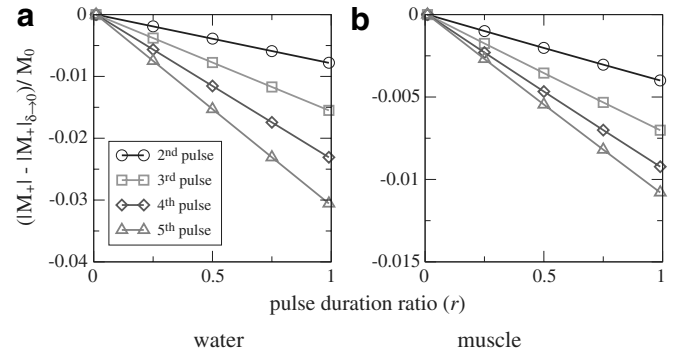 a
b
(|M₊| - |M₊|δ→0)/ M₀
0
-0.01
-0.02
-0.03
-0.04
2nd pulse
3rd pulse
4th pulse
5th pulse
0
0.5
1
0
-0.005
-0.01
-0.015
0
0.5
1
pulse duration ratio (r)
water
muscle